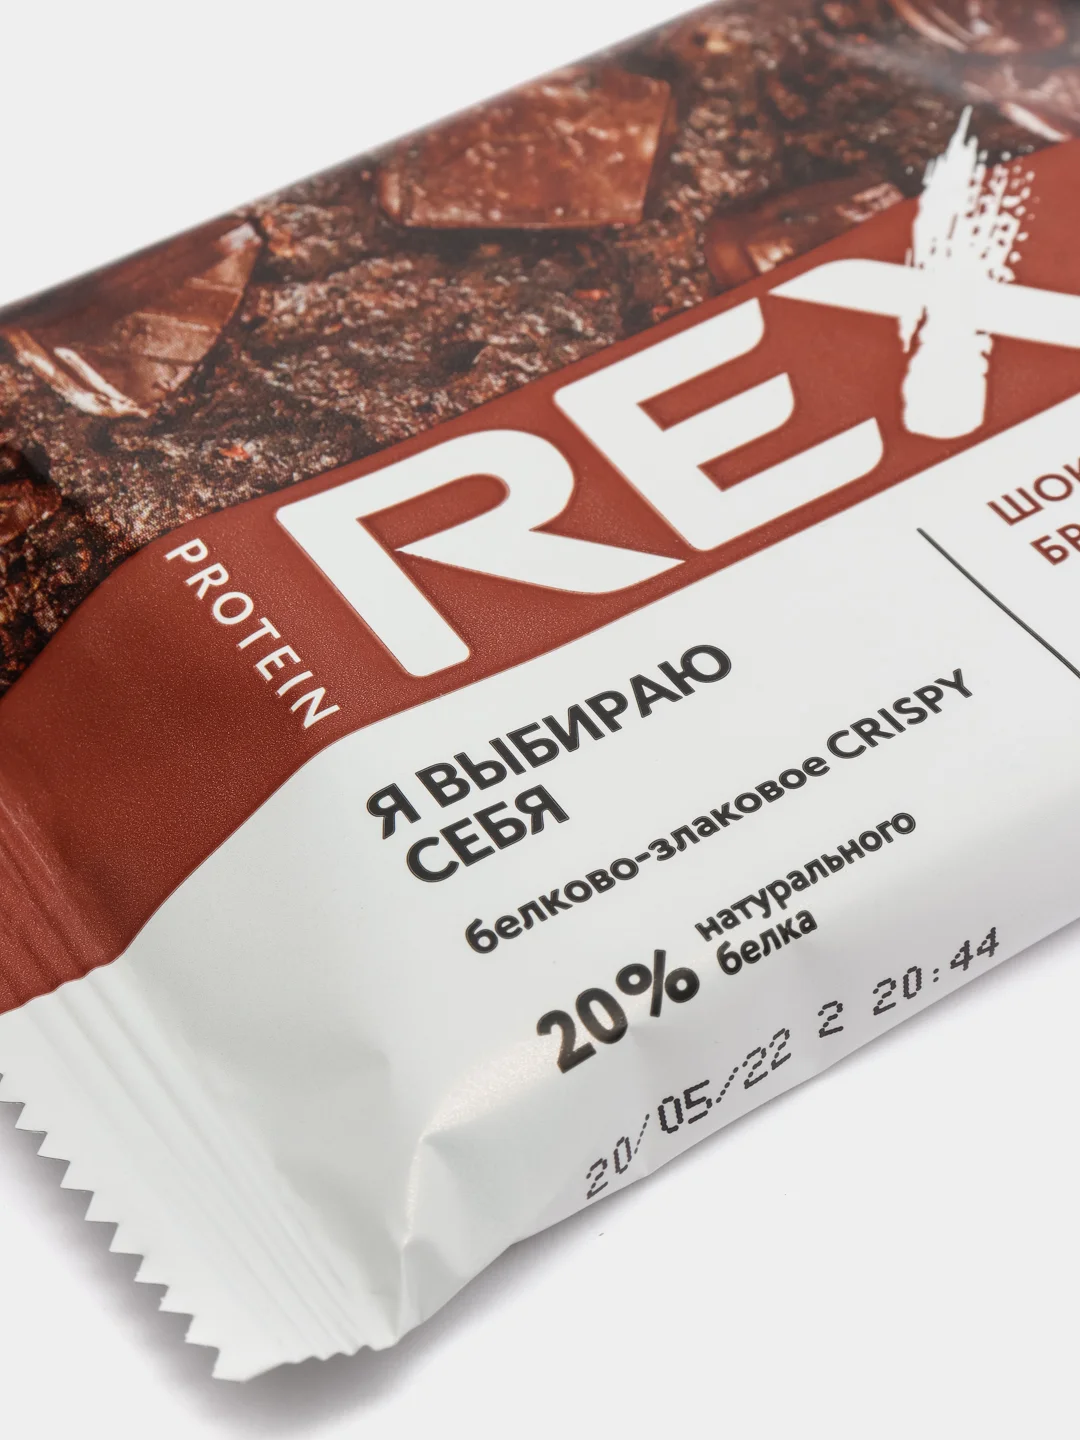 PROTEIN
REX
Я ВЫБИРАЮ
СЕБЯ
белково-злаковое CRISPY
20% натурального
белка
20/05/22 2 20:44